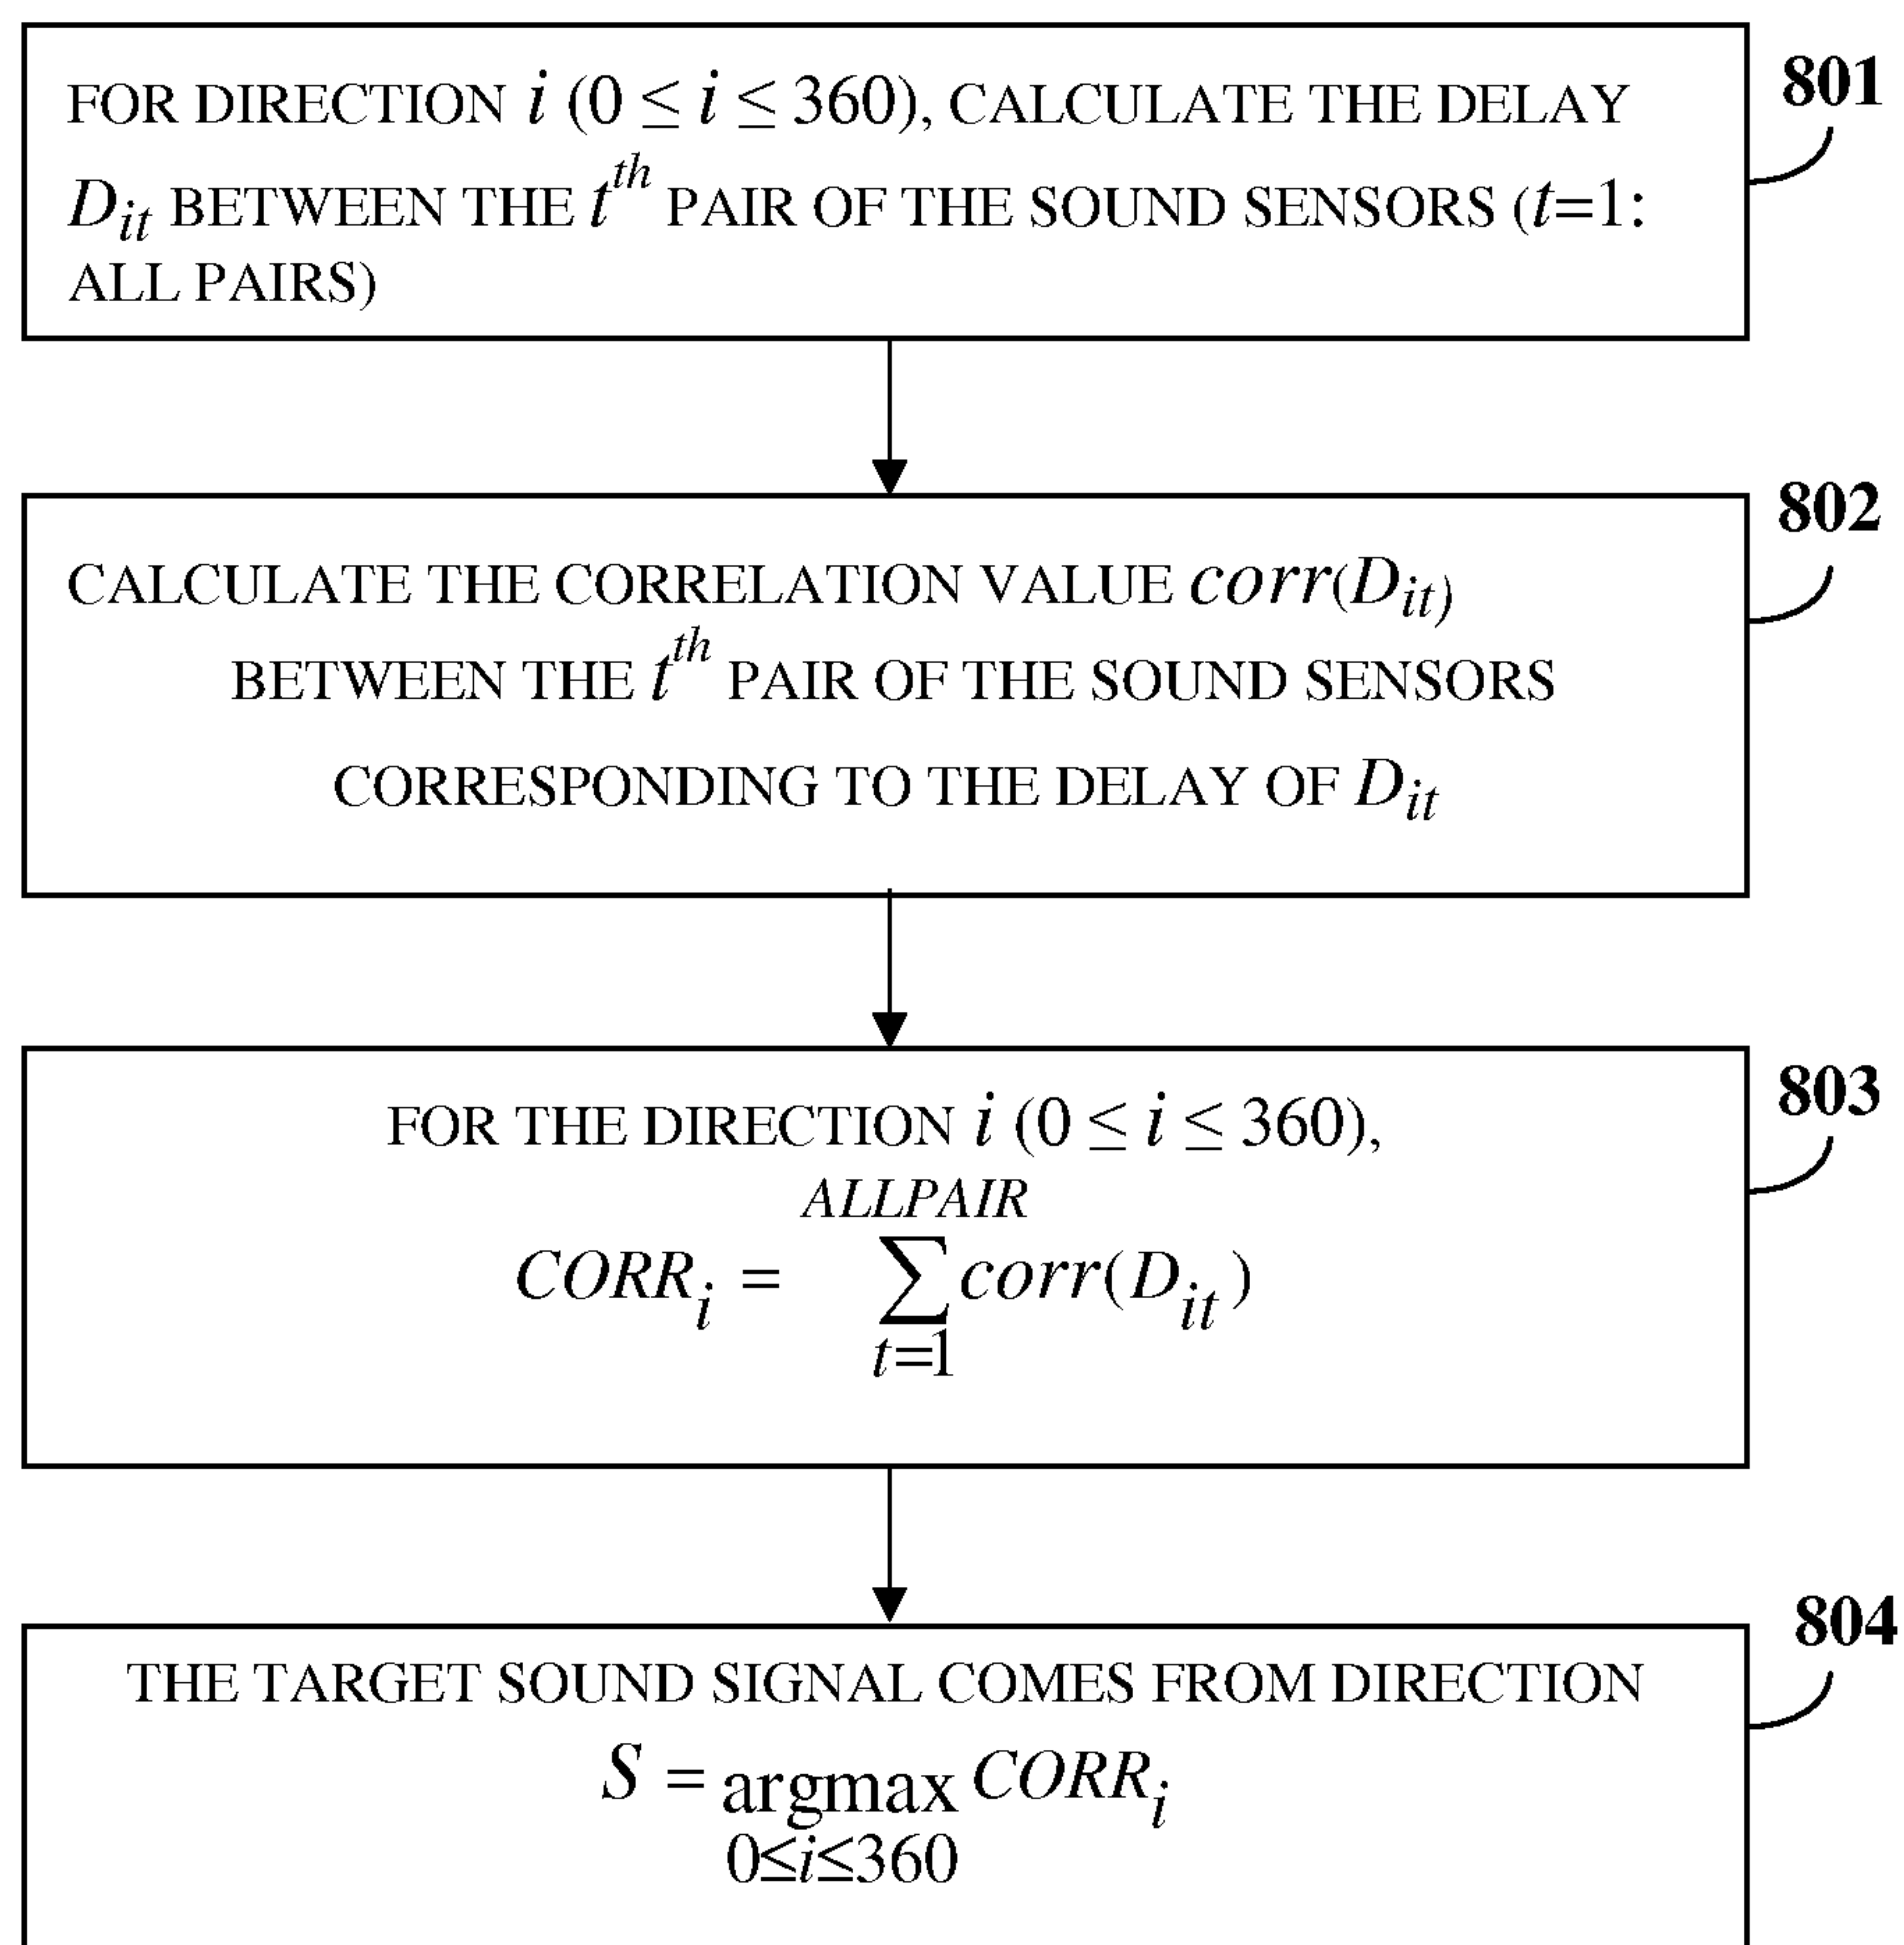 FOR DIRECTION i (0 ≤ i ≤ 360), CALCULATE THE DELAY
801
D_it BETWEEN THE t^th PAIR OF THE SOUND SENSORS (t=1:
ALL PAIRS)
802
CALCULATE THE CORRELATION VALUE corr(D_it)
BETWEEN THE t^th PAIR OF THE SOUND SENSORS
CORRESPONDING TO THE DELAY OF D_it
803
FOR THE DIRECTION i (0 ≤ i ≤ 360),
ALLPAIR
CORR_i = ∑ corr(D_it)
t=1
804
THE TARGET SOUND SIGNAL COMES FROM DIRECTION
S = argmax CORR_i
0≤i≤360